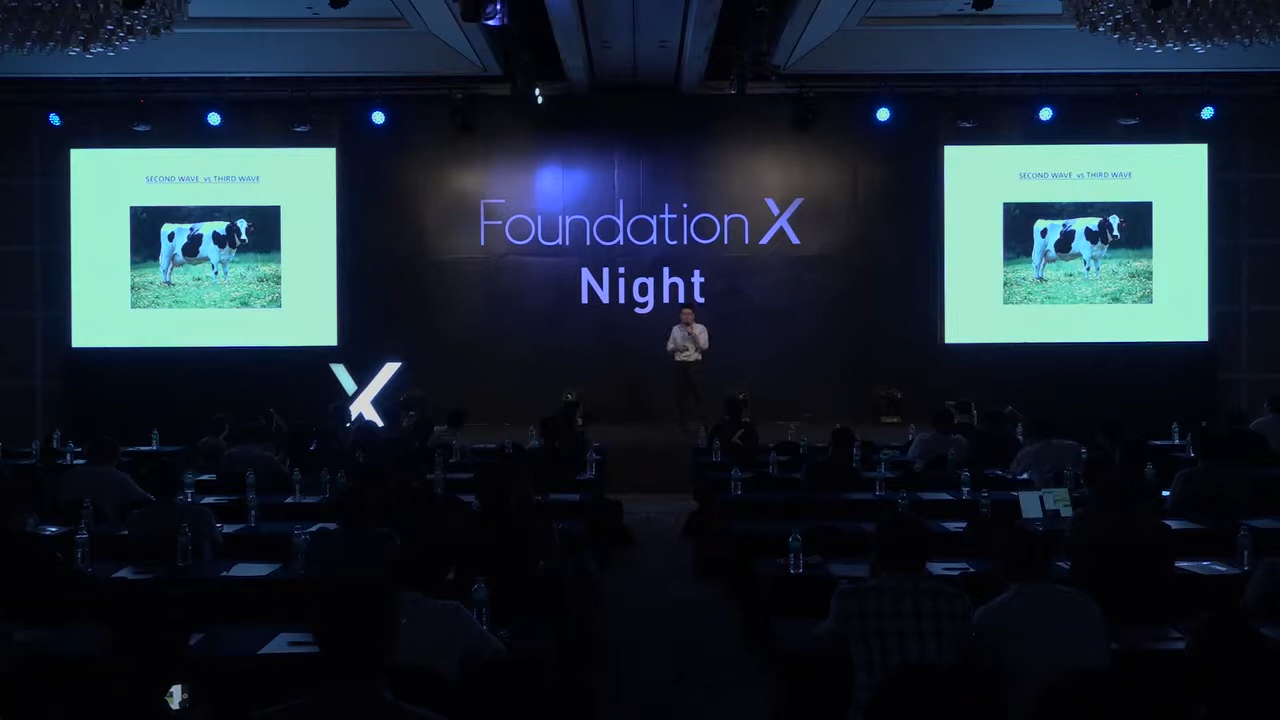 SECOND WAVE vs THIRD WAVE
Foundation X
Night
SECOND WAVE vs THIRD WAVE
X